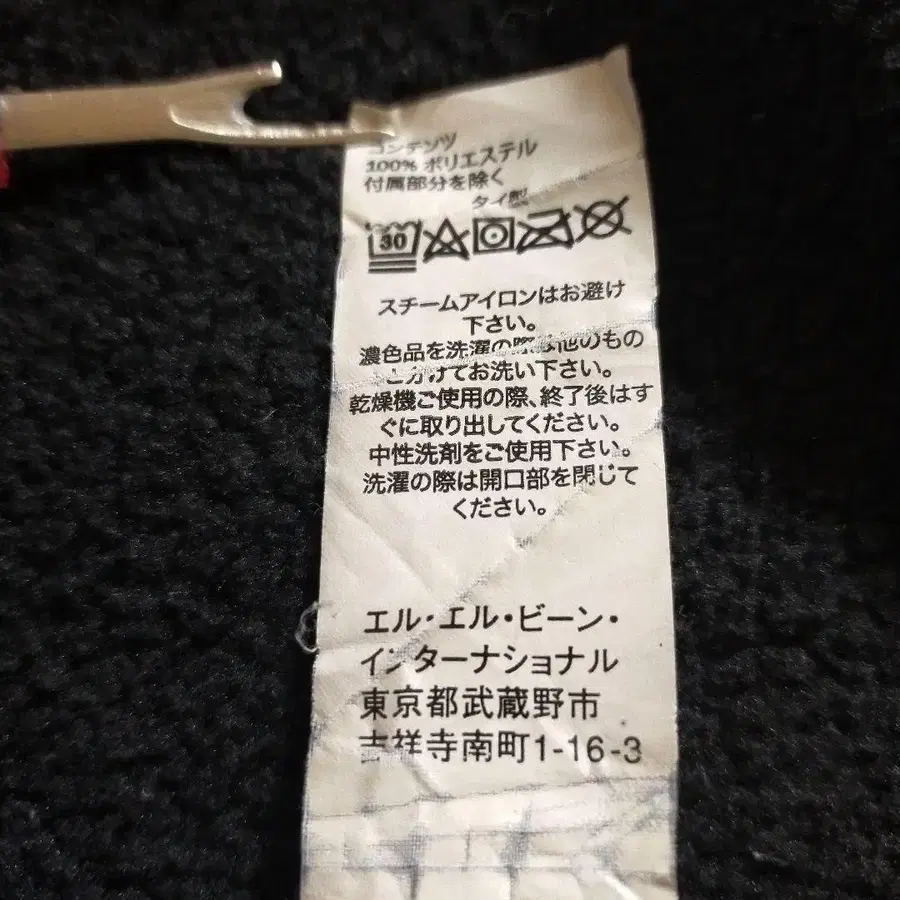 コンテンツ
100% ポリエステル
付属部分を除く
タイ製
30
スチームアイロンはお避け
下さい。
濃色品を洗濯の際は他のもの
と分けてお洗い下さい。
乾燥機ご使用の際、終了後はす
ぐに取り出してください。
中性洗剤をご使用下さい。
洗濯の際は開口部を閉じて
ください。
エル・エル・ビーン・
インターナショナル
東京都武蔵野市
吉祥寺南町1-16-3